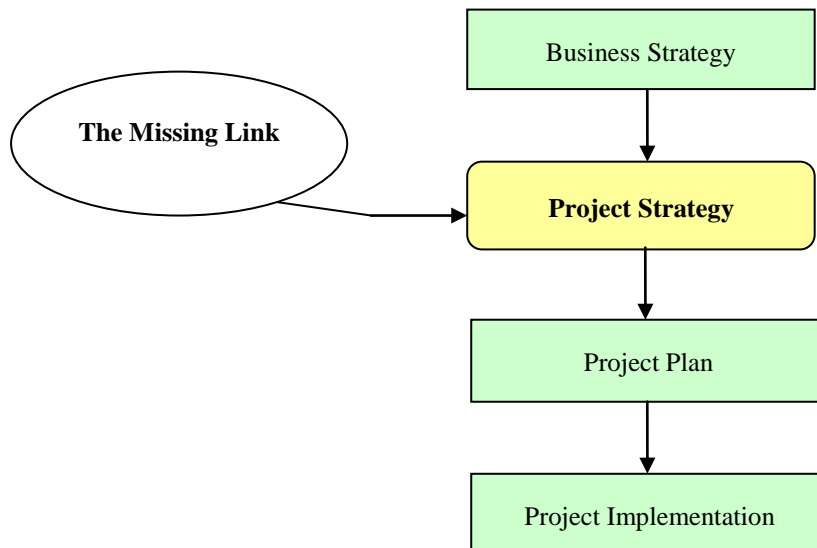 Business Strategy
The Missing Link
Project Strategy
Project Plan
Project Implementation